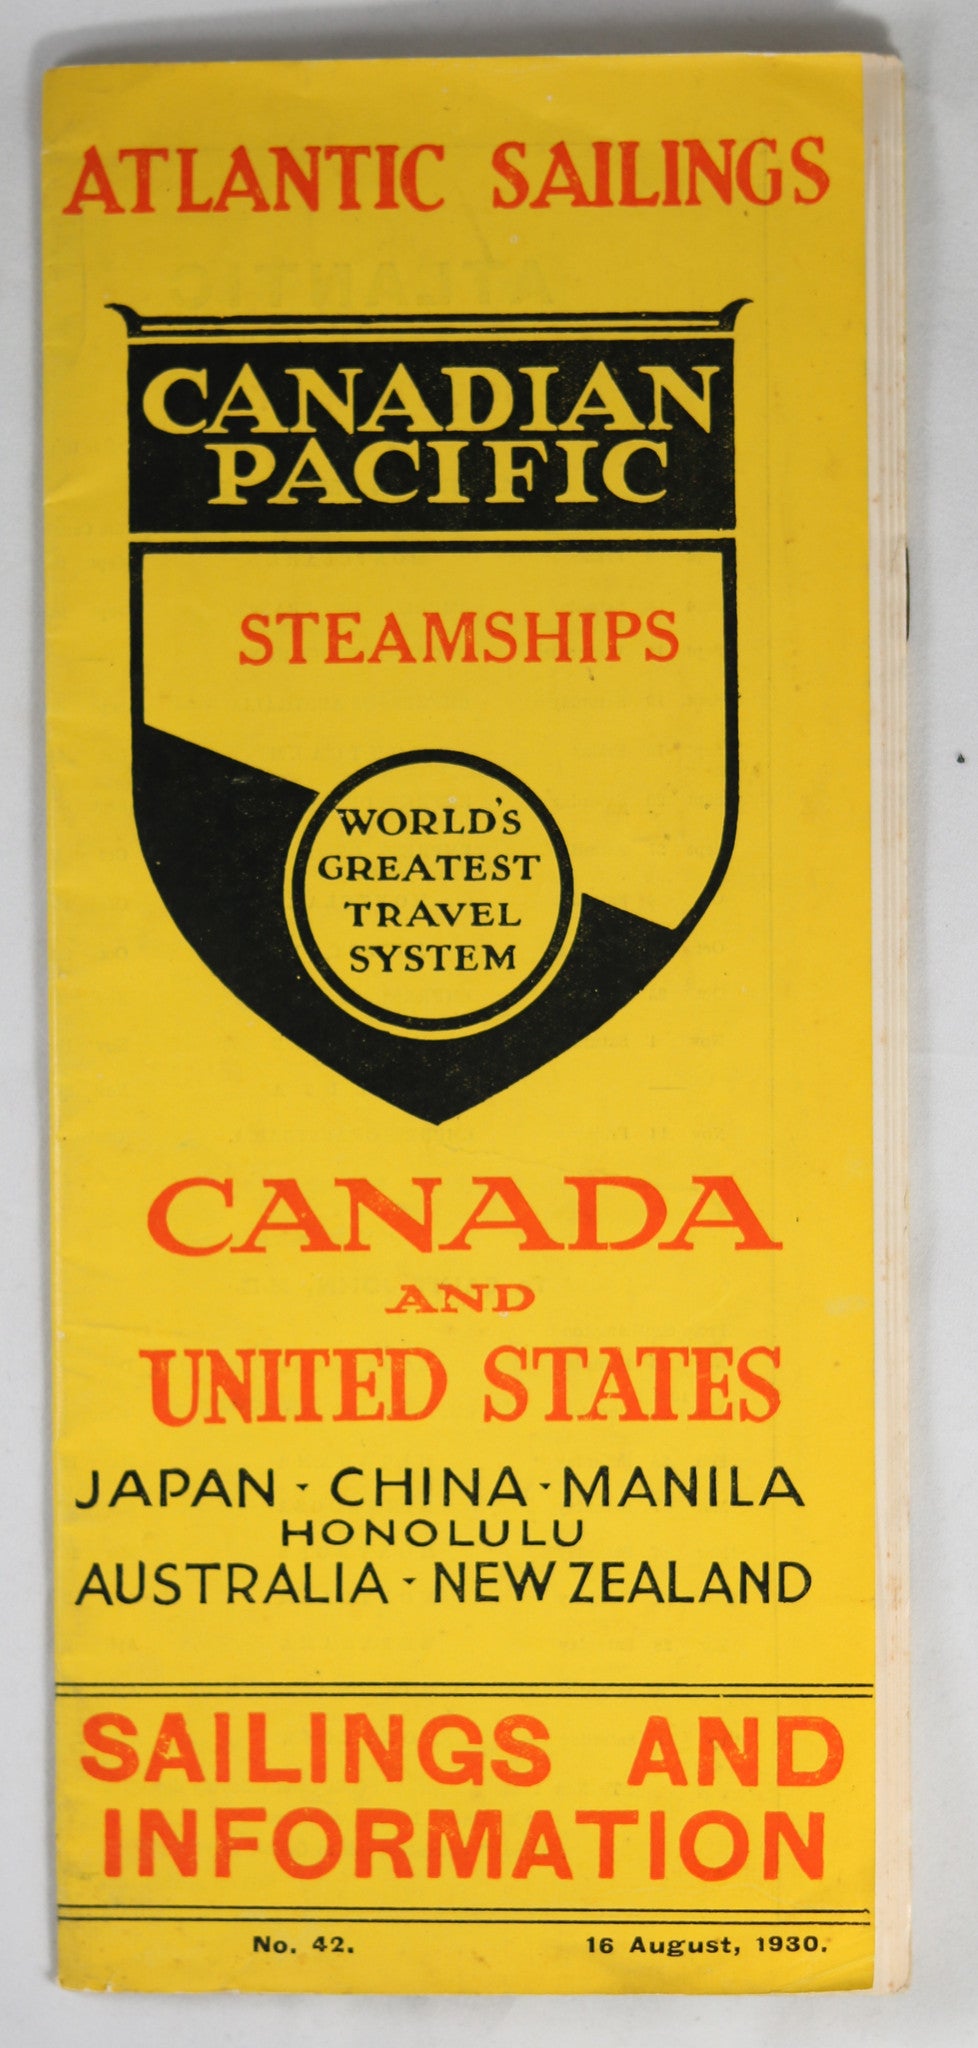 ATLANTIC SAILINGS
CANADIAN
PACIFIC
STEAMSHIPS
WORLD'S
GREATEST
TRAVEL
SYSTEM
CANADA
AND
UNITED STATES
JAPAN - CHINA - MANILA
HONOLULU
AUSTRALIA - NEW ZEALAND
SAILINGS AND
INFORMATION
No. 42. 16 August, 1930.